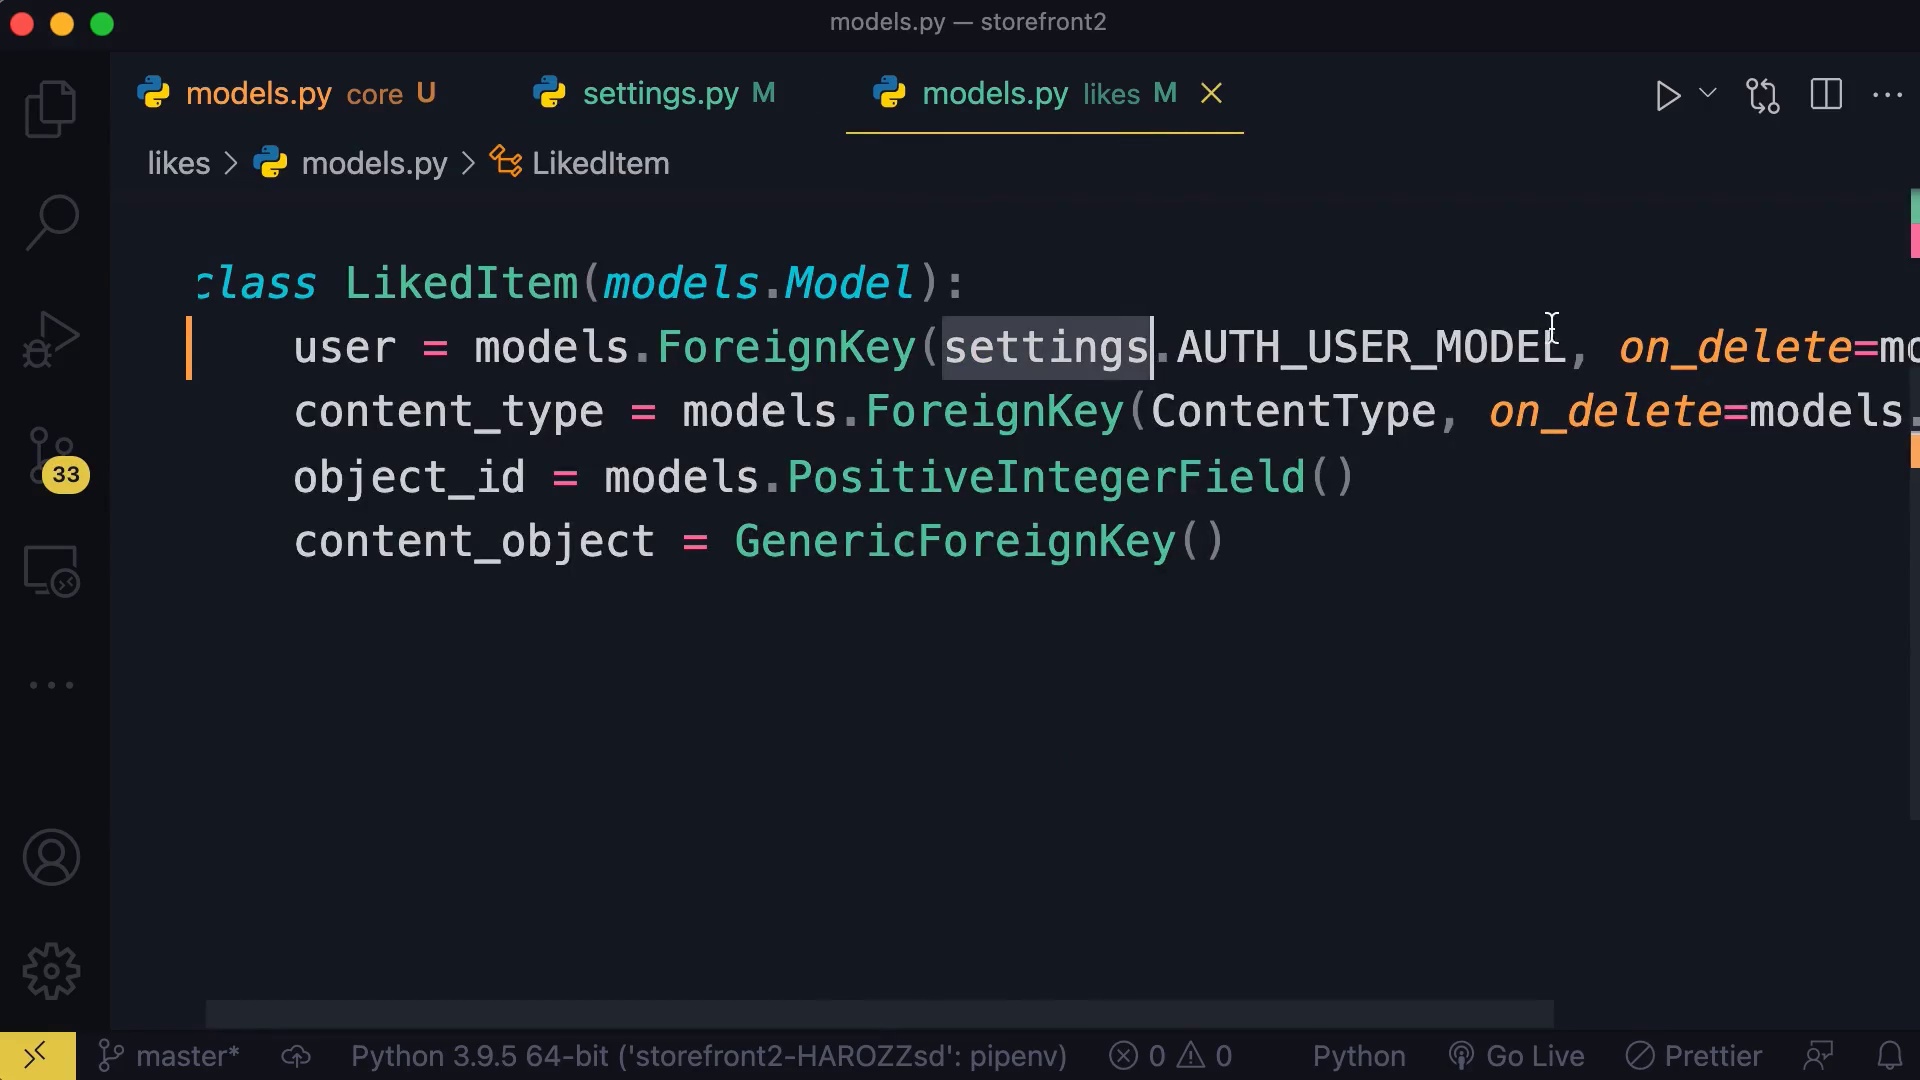 models.py — storefront2
models.py core U settings.py M models.py likes M
likes > models.py > LikedItem
class LikedItem(models.Model):
user = models.ForeignKey(settings.AUTH_USER_MODEL, on_delete=mo
content_type = models.ForeignKey(ContentType, on_delete=models.
object_id = models.PositiveIntegerField()
content_object = GenericForeignKey()
33
master* Python 3.9.5 64-bit ('storefront2-HAROZZsd': pipenv) 0 0 Python Go Live Prettier